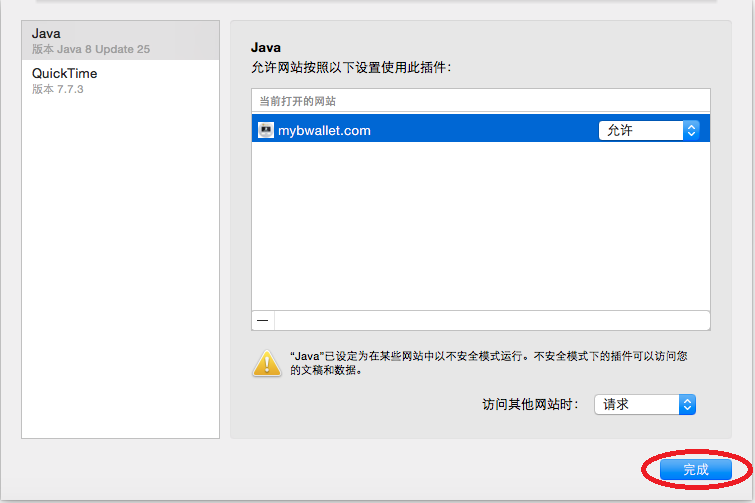 Java
版本 Java 8 Update 25
QuickTime
版本 7.7.3
Java
允许网站按照以下设置使用此插件：
当前打开的网站
mybwallet.com
允许
“Java”已设定为在某些网站中以不安全模式运行。不安全模式下的插件可以访问您
的文稿和数据。
访问其他网站时：
请求
完成